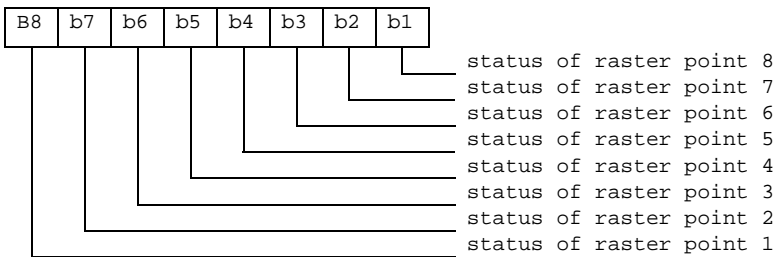 B8 b7 b6 b5 b4 b3 b2 b1
status of raster point 8
status of raster point 7
status of raster point 6
status of raster point 5
status of raster point 4
status of raster point 3
status of raster point 2
status of raster point 1